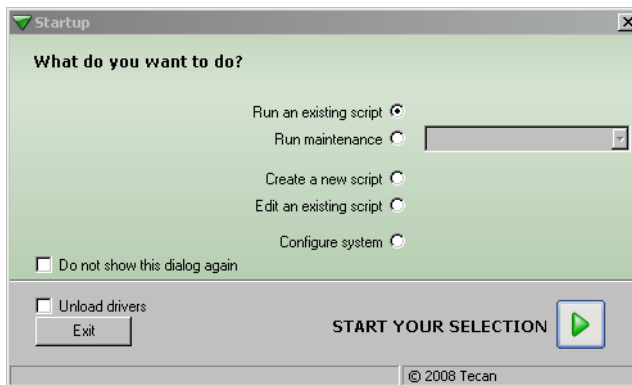 Startup
What do you want to do?
Run an existing script
Run maintenance
Create a new script
Edit an existing script
Configure system
Do not show this dialog again
Unload drivers
Exit
START YOUR SELECTION
© 2008 Tecan